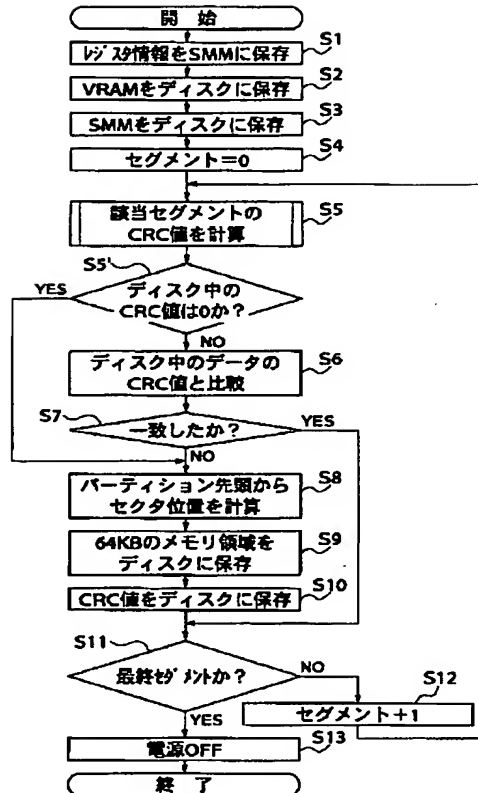 開 始
レジスタ情報をSMMに保存
S1
VRAMをディスクに保存
S2
SMMをディスクに保存
S3
セグメント=0
S4
該当セグメントの
CRC値を計算
S5
S5'
ディスク中の
CRC値は0か?
YES
NO
ディスク中のデータの
CRC値と比較
S6
S7
一致したか?
YES
NO
パーティション先頭から
セクタ位置を計算
S8
64KBのメモリ領域を
ディスクに保存
S9
CRC値をディスクに保存
S10
S11
最終セグメントか?
NO
S12
セグメント+1
YES
電源OFF
S13
終 了